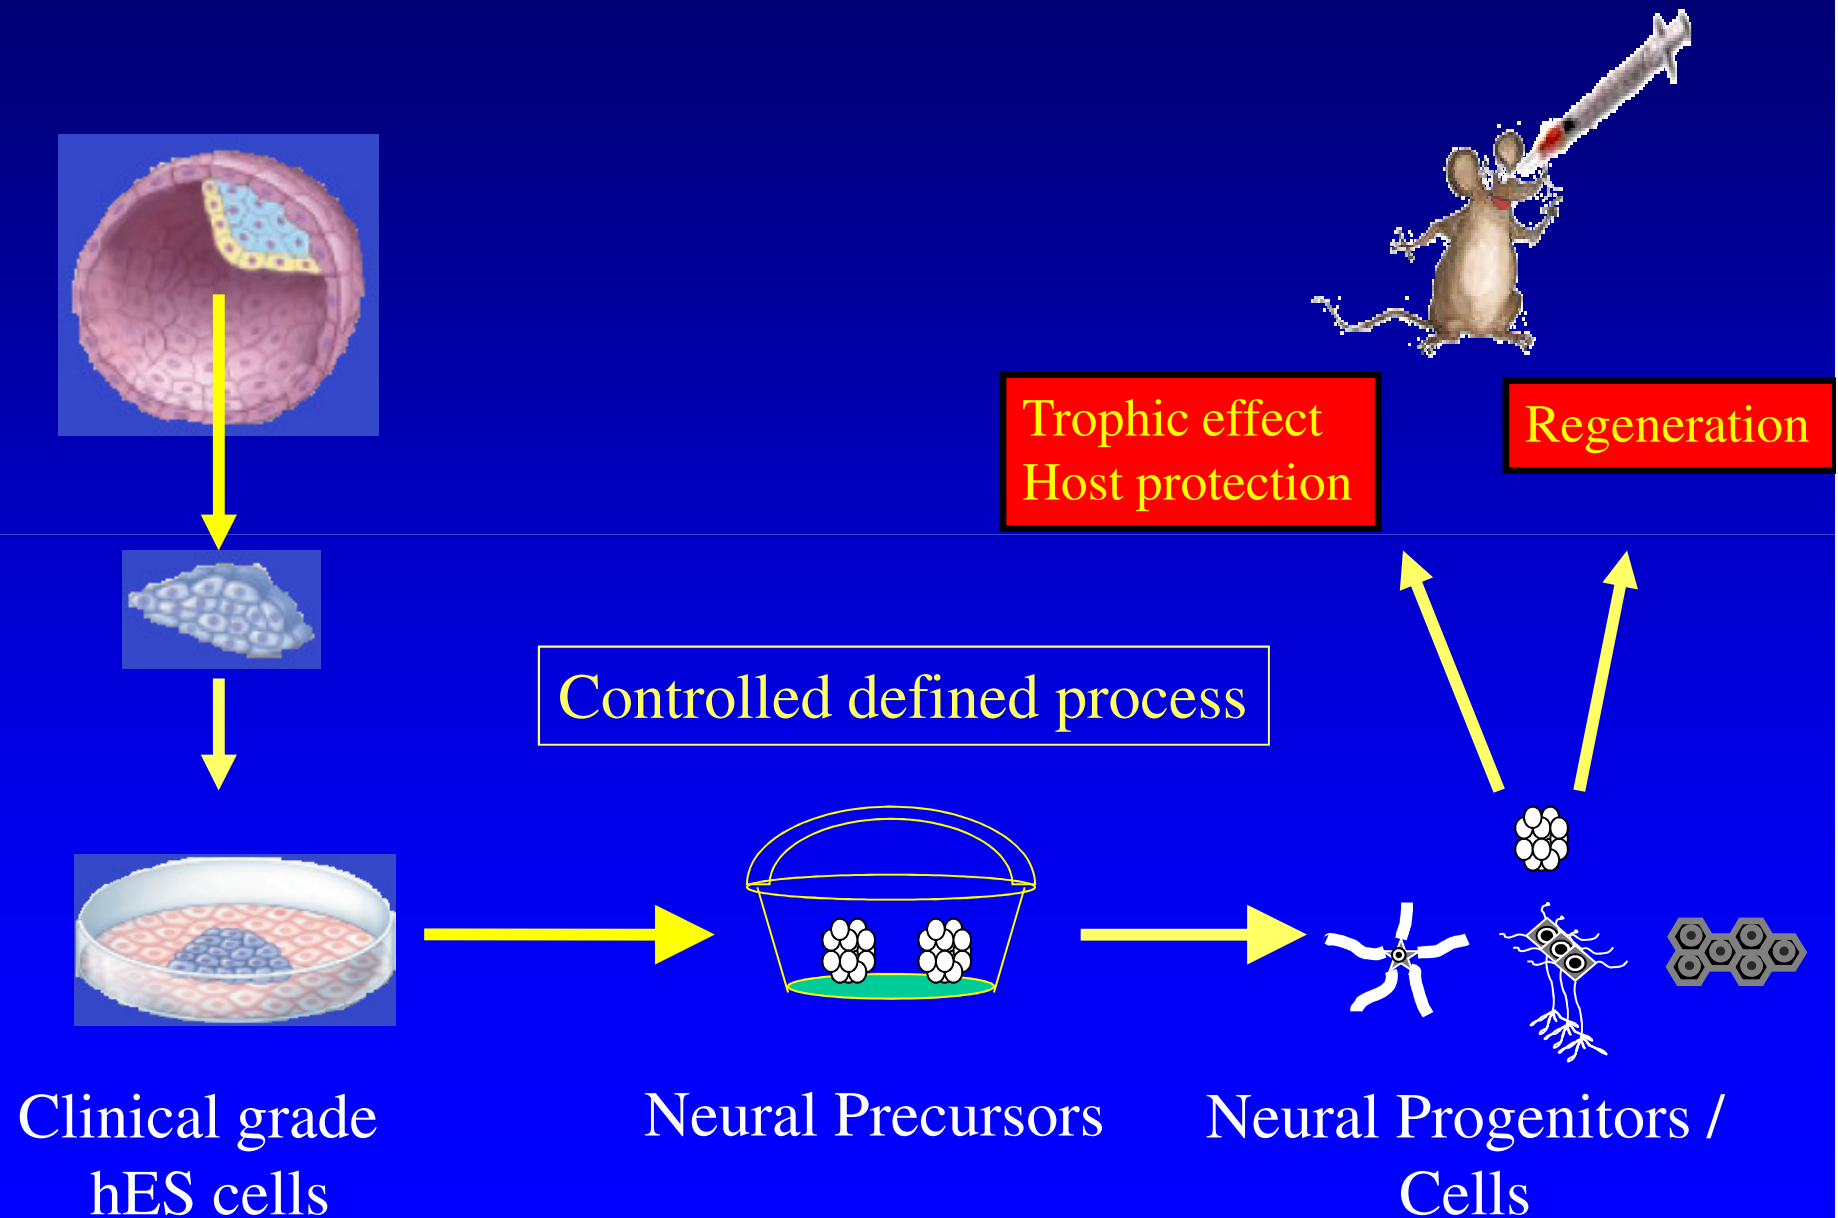 Trophic effect
Host protection
Regeneration
Controlled defined process
Clinical grade
hES cells
Neural Precursors
Neural Progenitors /
Cells